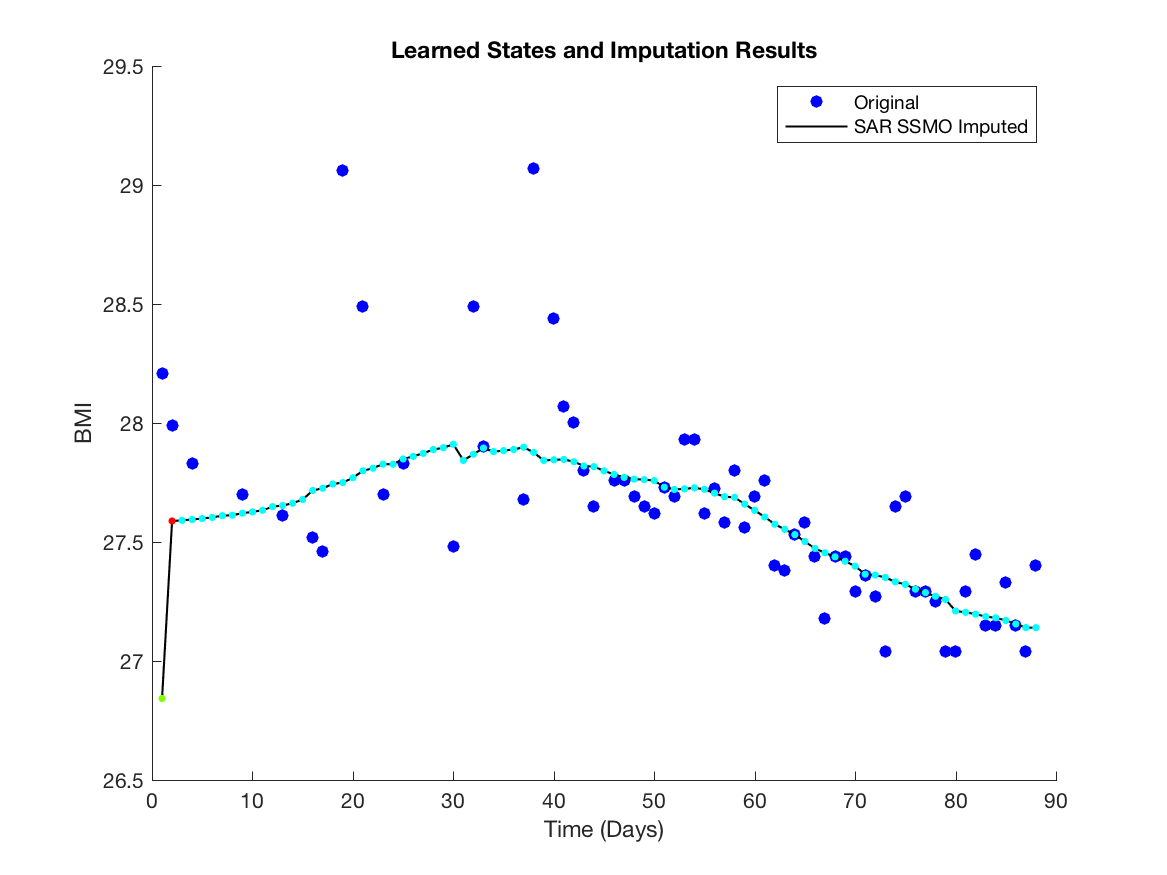 Learned States and Imputation Results
Original
SAR SSMO Imputed
BMI
29.5
29
28.5
28
27.5
27
26.5
0 10 20 30 40 50 60 70 80 90
Time (Days)